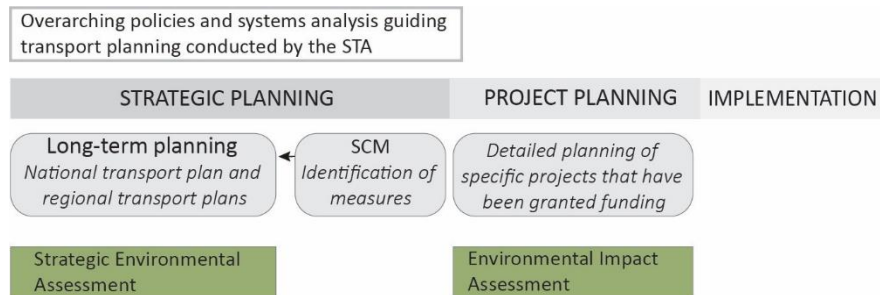 Overarching policies and systems analysis guiding
transport planning conducted by the STA
STRATEGIC PLANNING
PROJECT PLANNING
IMPLEMENTATION
Long-term planning
National transport plan and
regional transport plans
SCM
Identification of
measures
Detailed planning of
specific projects that have
been granted funding
Strategic Environmental
Assessment
Environmental Impact
Assessment